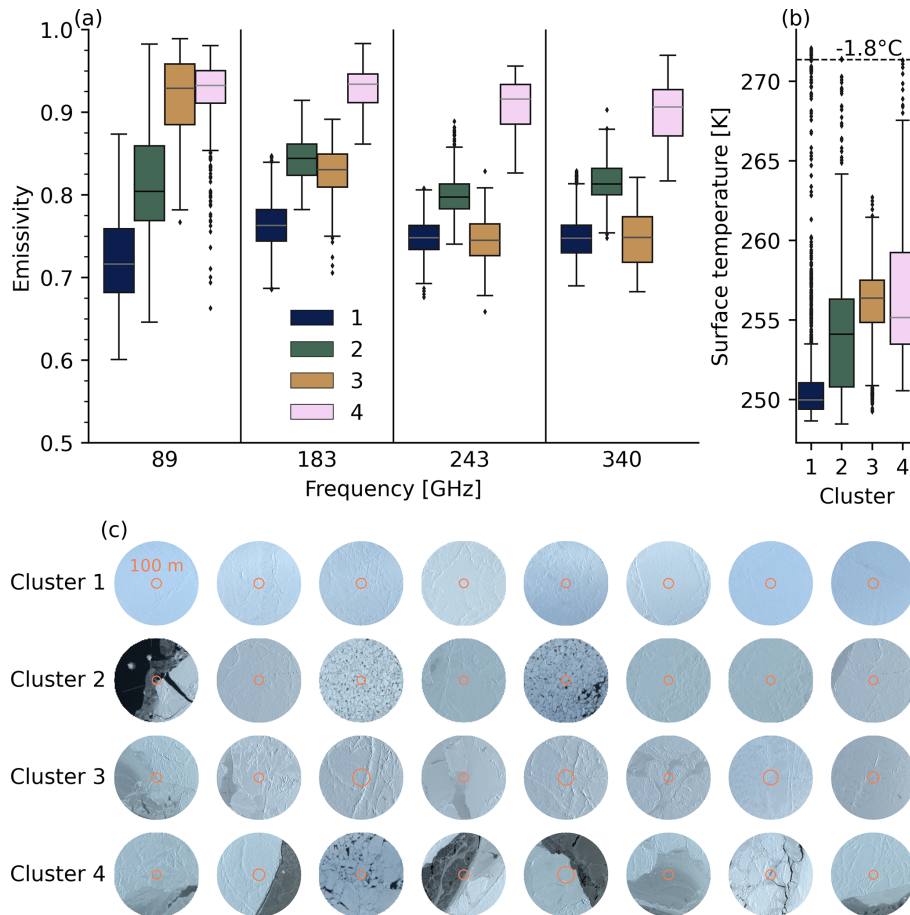 (a)
1.0
0.9
0.8
0.7
0.6
0.5
Emissivity
89
183
243
340
Frequency [GHz]
1
2
3
4
(b)
-1.8°C
270
265
260
255
250
Surface temperature [K]
1 2 3 4
Cluster
(c)
Cluster 1
100 m
Cluster 2
Cluster 3
Cluster 4